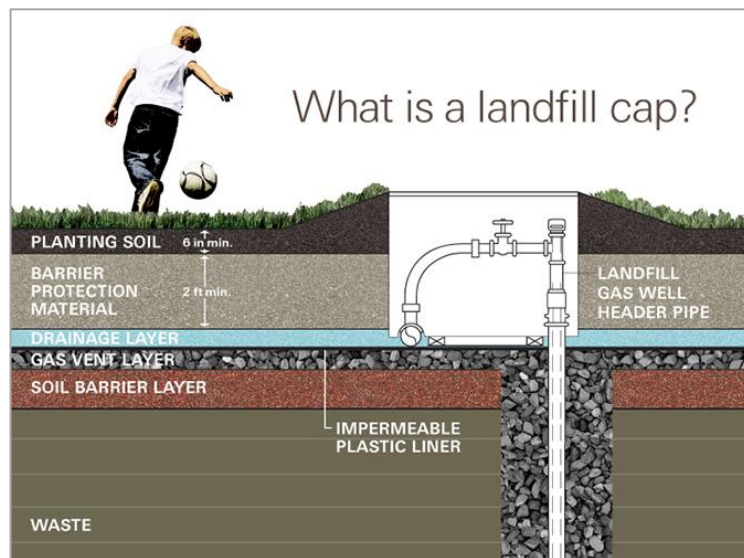 What is a landfill cap?
PLANTING SOIL
6 in min.
BARRIER
PROTECTION
MATERIAL
2 ft min.
LANDFILL
GAS WELL
HEADER PIPE
DRAINAGE LAYER
GAS VENT LAYER
SOIL BARRIER LAYER
IMPERMEABLE
PLASTIC LINER
WASTE